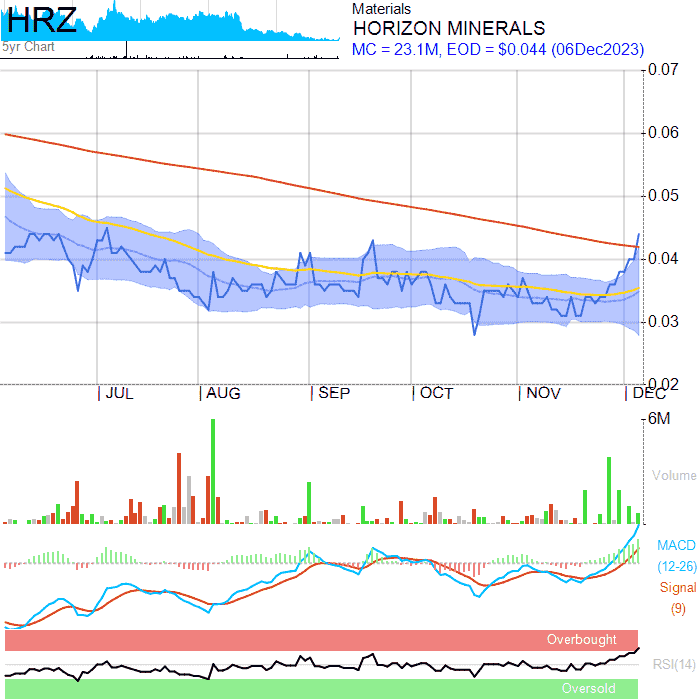 HRZ
5yr Chart
Materials
HORIZON MINERALS
MC = 23.1M, EOD = $0.044 (06Dec2023)
0.07
0.06
0.05
0.04
0.03
0.02
JUL AUG SEP OCT NOV DEC
6M
Volume
MACD
(12-26)
Signal
(9)
Overbought
RSI(14)
Oversold